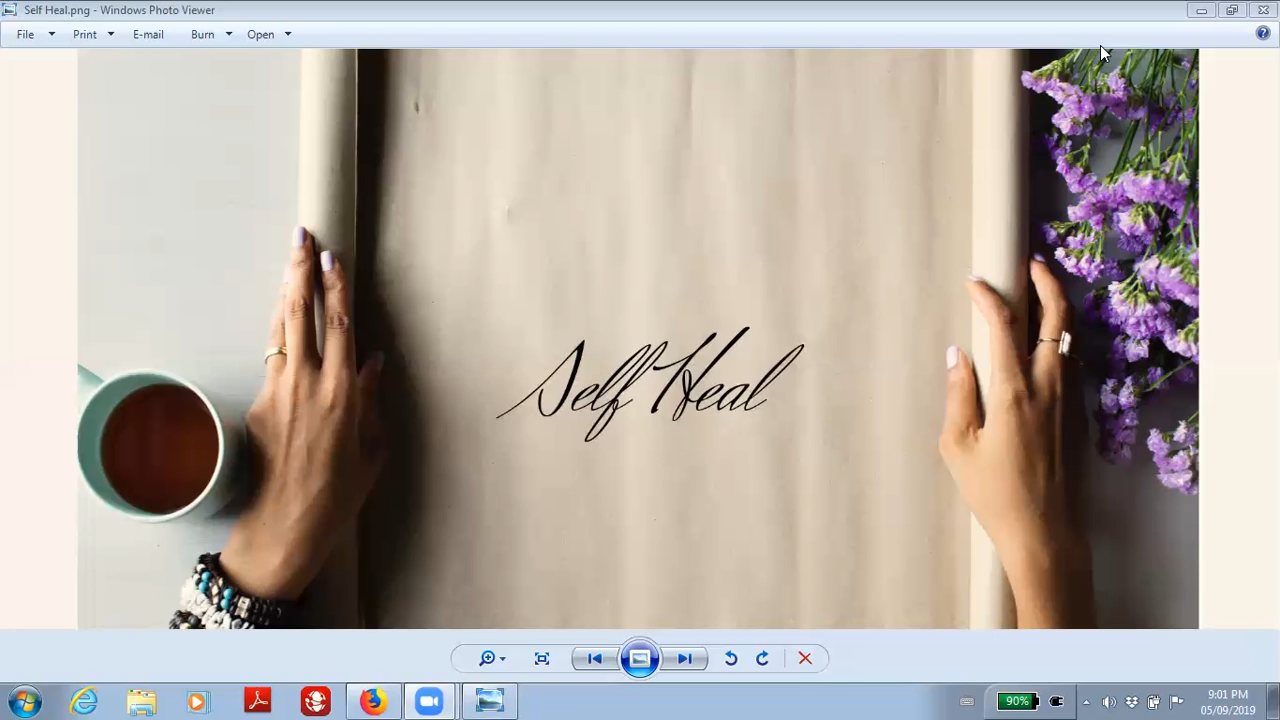 Self Heal.png - Windows Photo Viewer
File Print E-mail Burn Open
Self Heal
90%
9:01 PM
05/09/2019